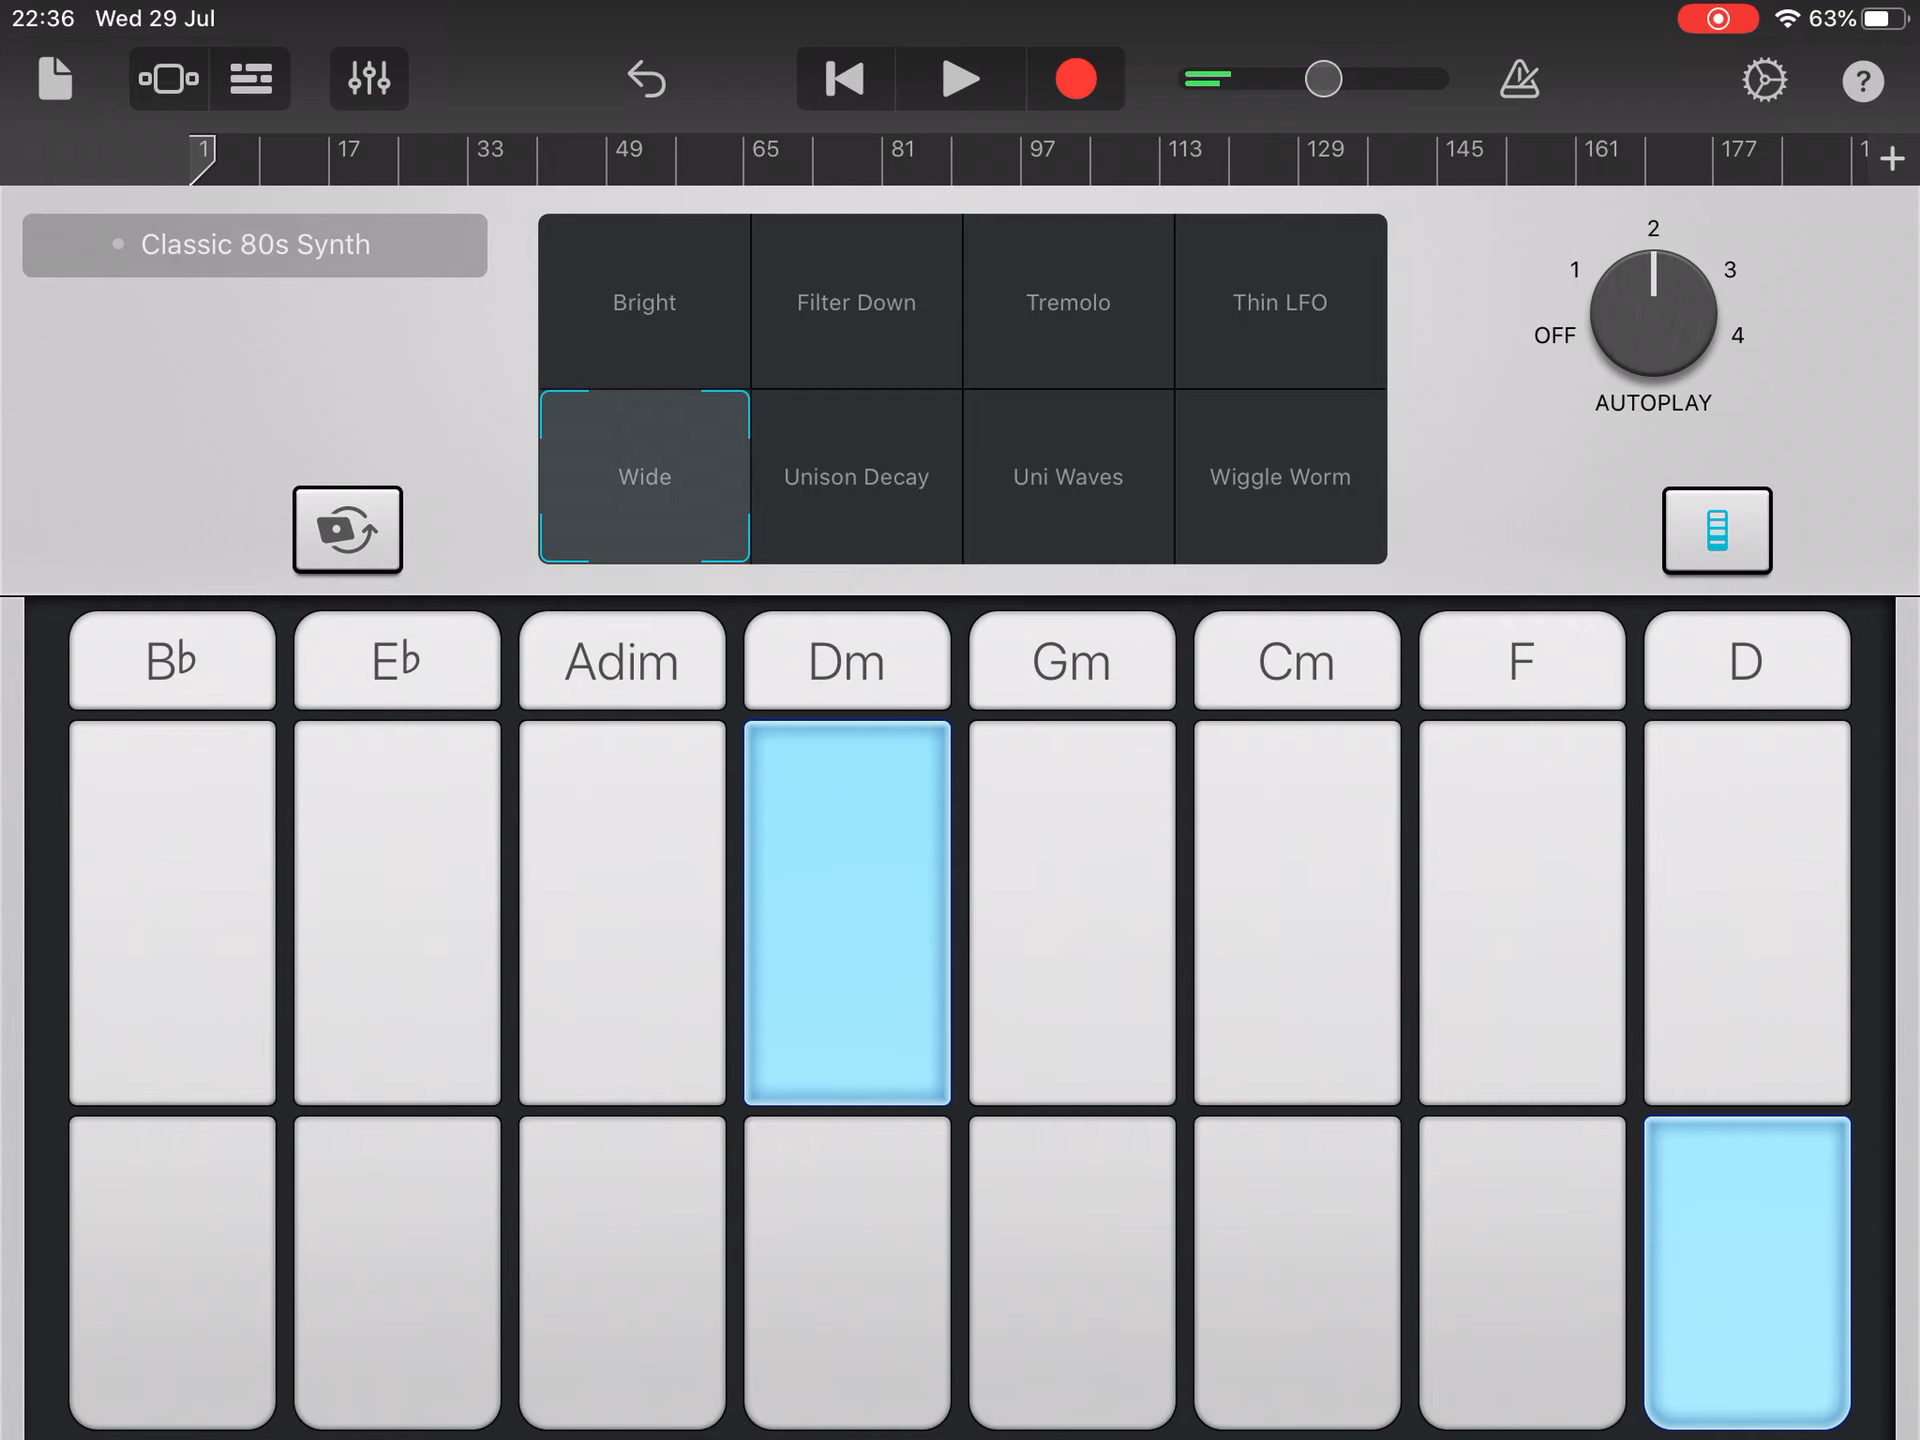 22:36 Wed 29 Jul 63%
?
1 17 33 49 65 81 97 113 129 145 161 177 1 +
Classic 80s Synth
Bright Filter Down Tremolo Thin LFO
Wide Unison Decay Uni Waves Wiggle Worm
2
1 3
OFF 4
AUTOPLAY
B♭ E♭ Adim Dm Gm Cm F D